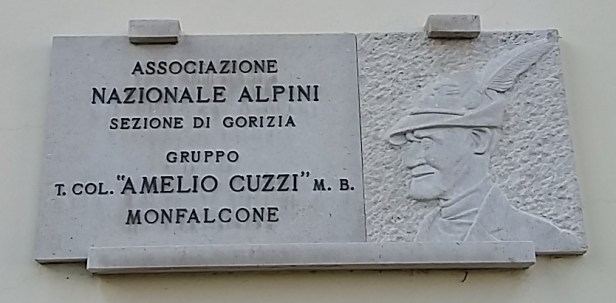 ASSOCIAZIONE
NAZIONALE ALPINI
SEZIONE DI GORIZIA
GRUPPO
T. COL. "AMELIO CUZZI" M. B.
MONFALCONE